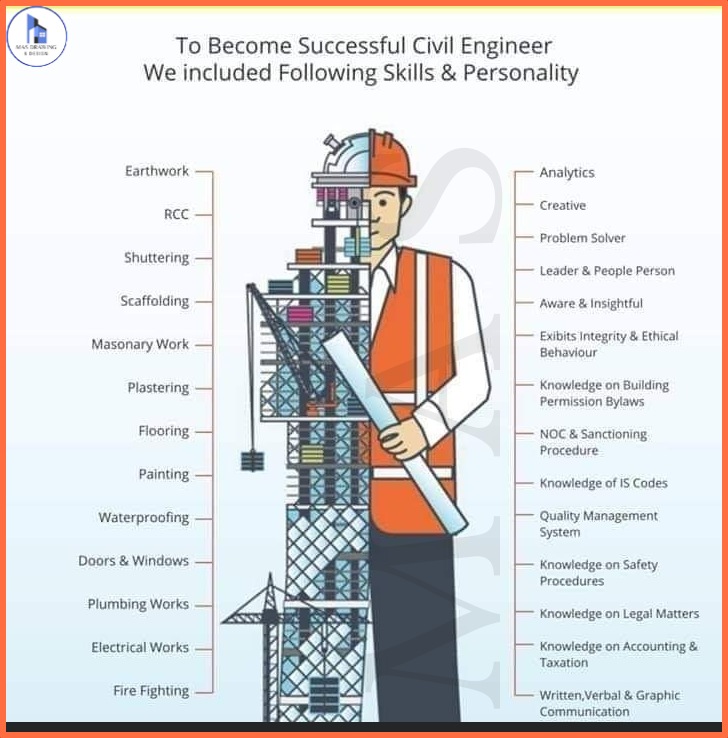 MAS DRAWING
& DESIGN
To Become Successful Civil Engineer
We included Following Skills & Personality
Earthwork
RCC
Shuttering
Scaffolding
Masonary Work
Plastering
Flooring
Painting
Waterproofing
Doors & Windows
Plumbing Works
Electrical Works
Fire Fighting
Analytics
Creative
Problem Solver
Leader & People Person
Aware & Insightful
Exibits Integrity & Ethical
Behaviour
Knowledge on Building
Permission Bylaws
NOC & Sanctioning
Procedure
Knowledge of IS Codes
Quality Management
System
Knowledge on Safety
Procedures
Knowledge on Legal Matters
Knowledge on Accounting &
Taxation
Written,Verbal & Graphic
Communication
MAS